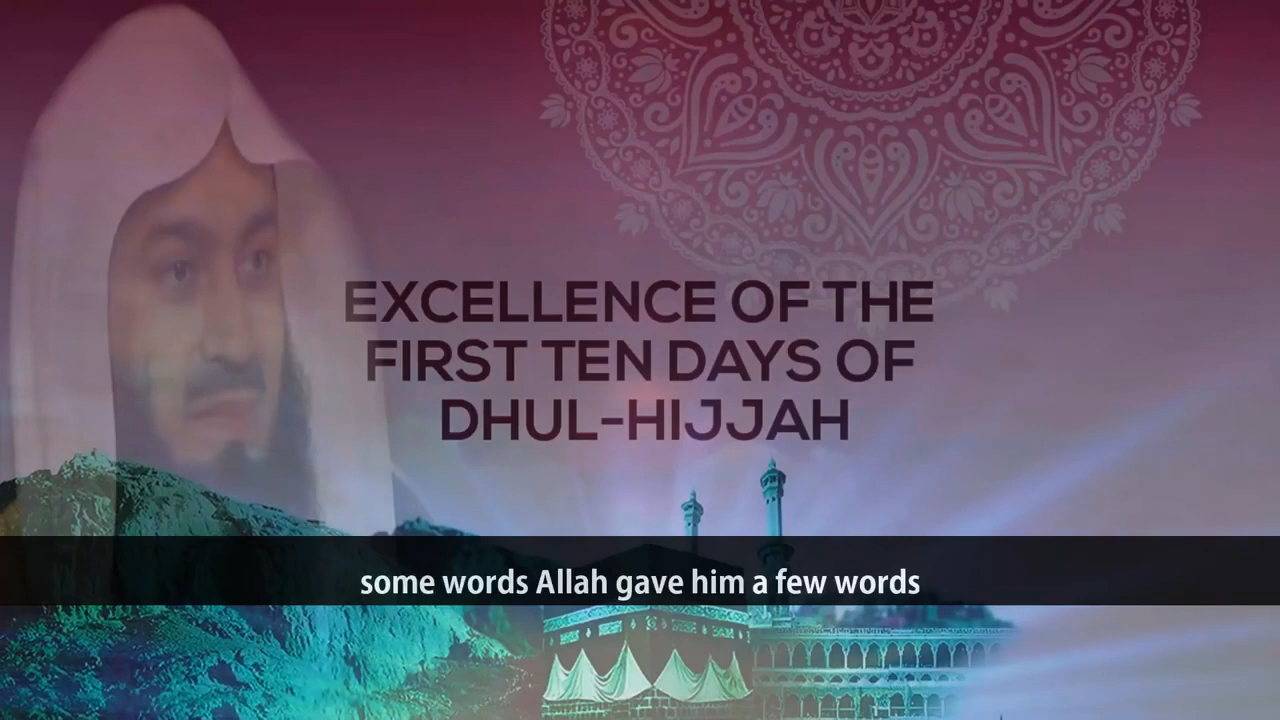 EXCELLENCE OF THE
FIRST TEN DAYS OF
DHUL-HIJJAH
some words Allah gave him a few words